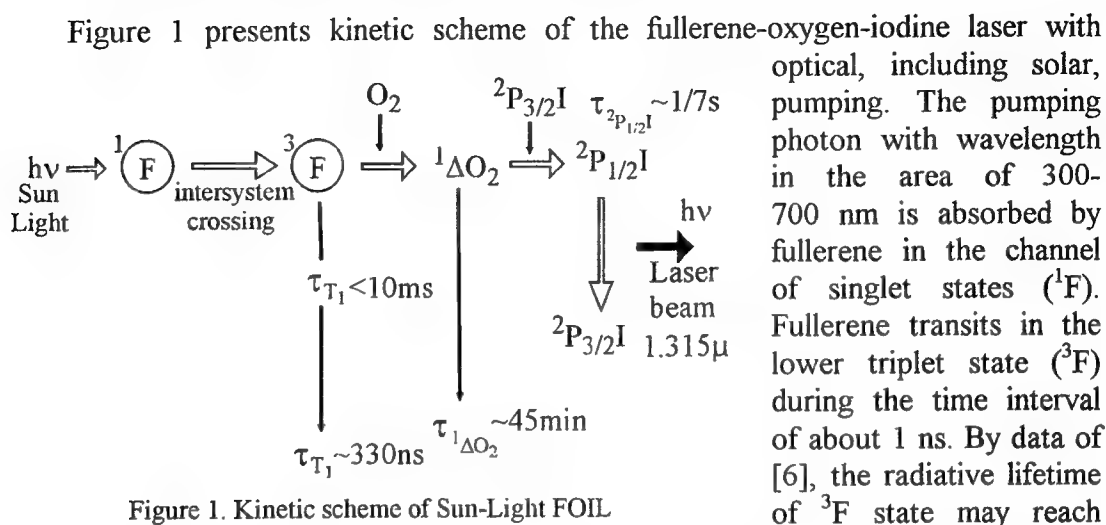 Figure 1 presents kinetic scheme of the fullerene-oxygen-iodine laser with
optical, including solar,
pumping. The pumping
photon with wavelength
in the area of 300-
700 nm is absorbed by
fullerene in the channel
of singlet states (¹F).
Fullerene transits in the
lower triplet state (³F)
during the time interval
of about 1 ns. By data of
[6], the radiative lifetime
of ³F state may reach
O₂
²P₃/₂I τ²P₁/₂I ~1/7s
hν ¹F ³F ¹ΔO₂ ²P₁/₂I
Sun
Light
intersystem
crossing
hν
Laser
beam
1.315μ
τT₁<10ms
²P₃/₂I
τ¹ΔO₂ ~45min
τT₁~330ns
Figure 1. Kinetic scheme of Sun-Light FOIL